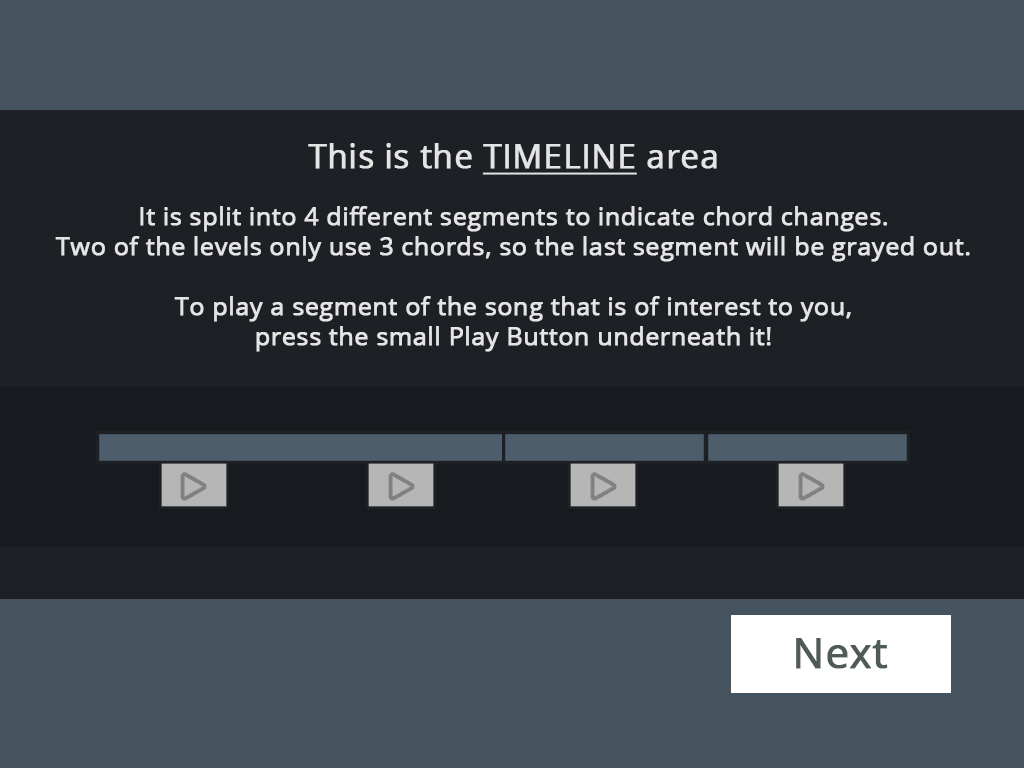 This is the TIMELINE area
It is split into 4 different segments to indicate chord changes.
Two of the levels only use 3 chords, so the last segment will be grayed out.
To play a segment of the song that is of interest to you,
press the small Play Button underneath it!
Next